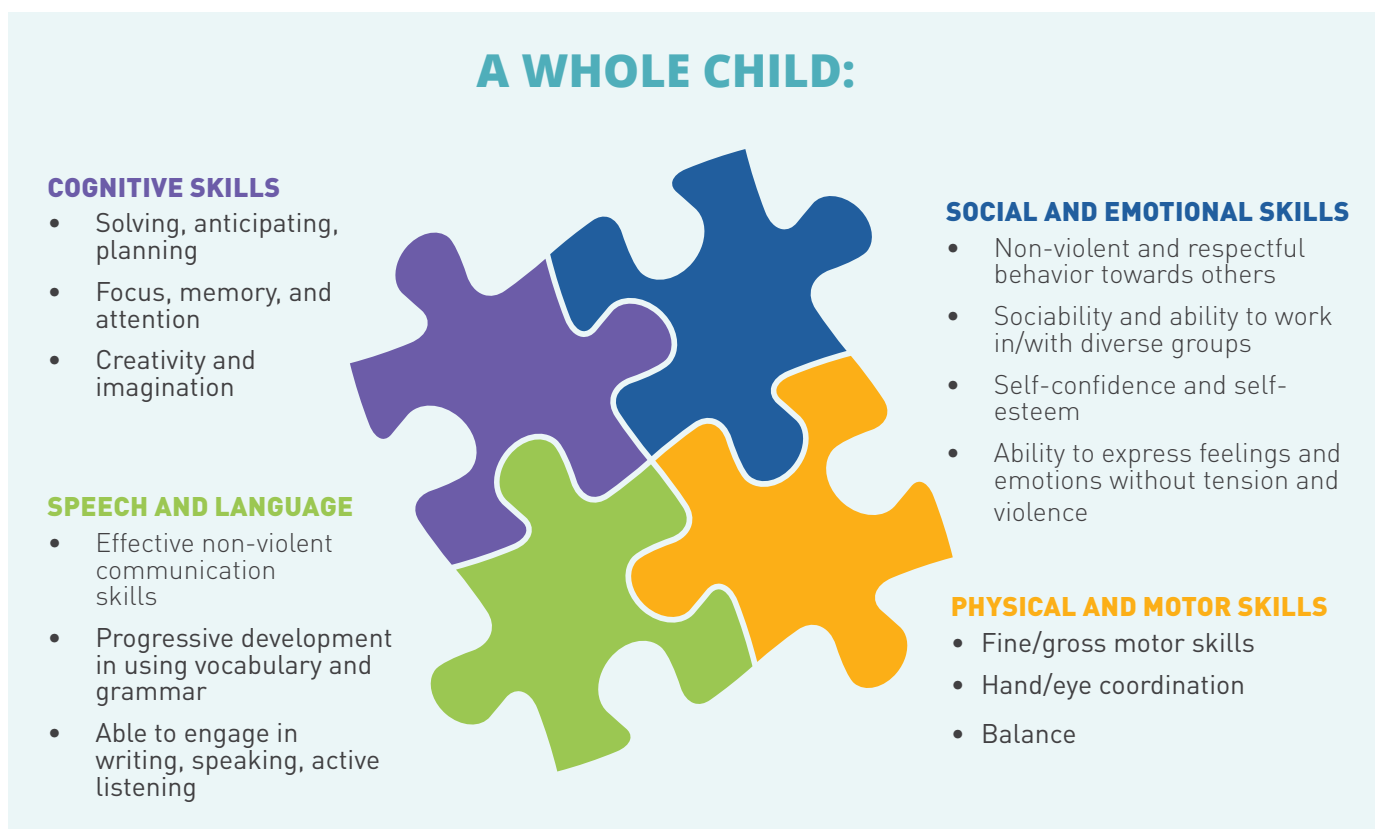 A WHOLE CHILD:
COGNITIVE SKILLS
• Solving, anticipating,
planning
• Focus, memory, and
attention
• Creativity and
imagination
SPEECH AND LANGUAGE
• Effective non-violent
communication
skills
• Progressive development
in using vocabulary and
grammar
• Able to engage in
writing, speaking, active
listening
SOCIAL AND EMOTIONAL SKILLS
• Non-violent and respectful
behavior towards others
• Sociability and ability to work
in/with diverse groups
• Self-confidence and self-
esteem
• Ability to express feelings and
emotions without tension and
violence
PHYSICAL AND MOTOR SKILLS
• Fine/gross motor skills
• Hand/eye coordination
• Balance